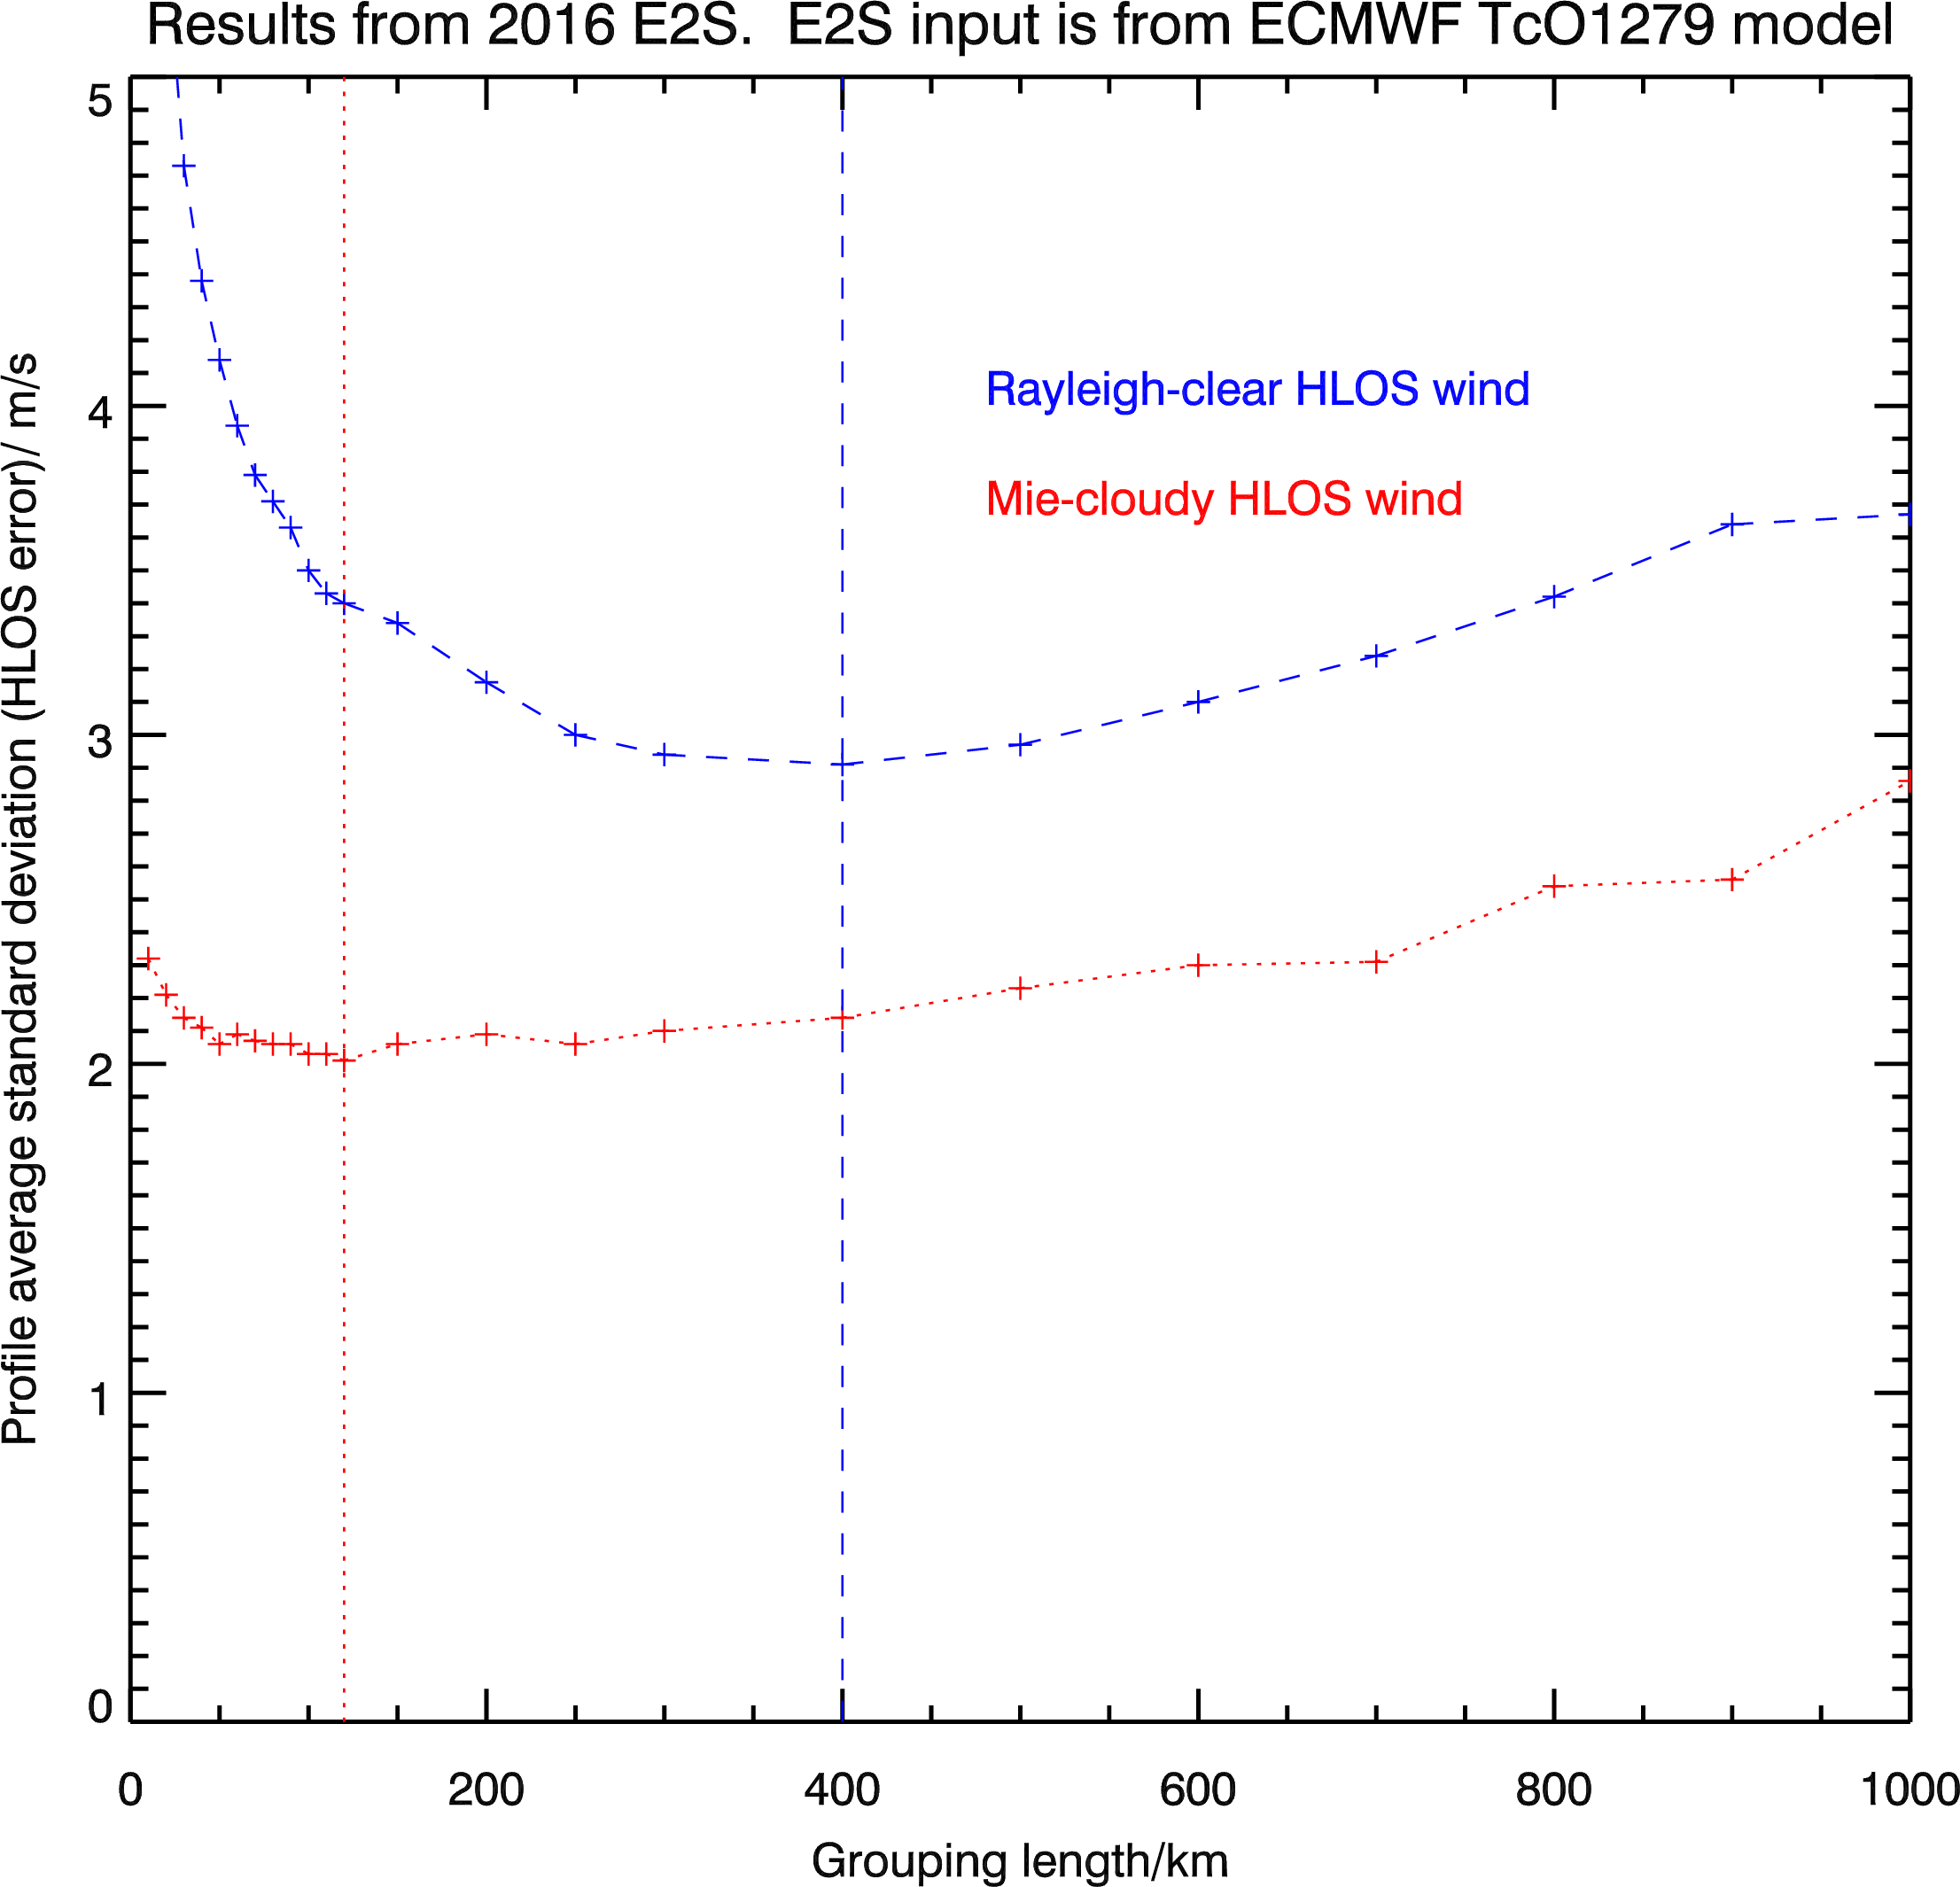 Results from 2016 E2S.  E2S input is from ECMWF TcO1279 model
Profile average standard deviation (HLOS error)/ m/s
5
4
3
2
1
0
Rayleigh-clear HLOS wind
Mie-cloudy HLOS wind
0 200 400 600 800 1000
Grouping length/km